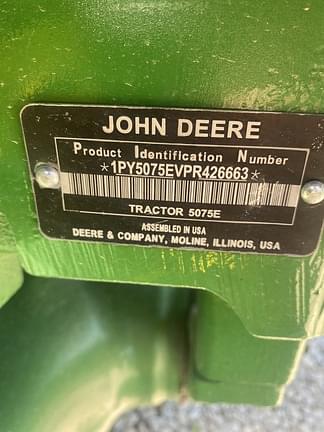 JOHN DEERE
Product Identification Number
*1PY5075EVPR426663*
TRACTOR 5075E
ASSEMBLED IN USA
DEERE & COMPANY, MOLINE, ILLINOIS, USA